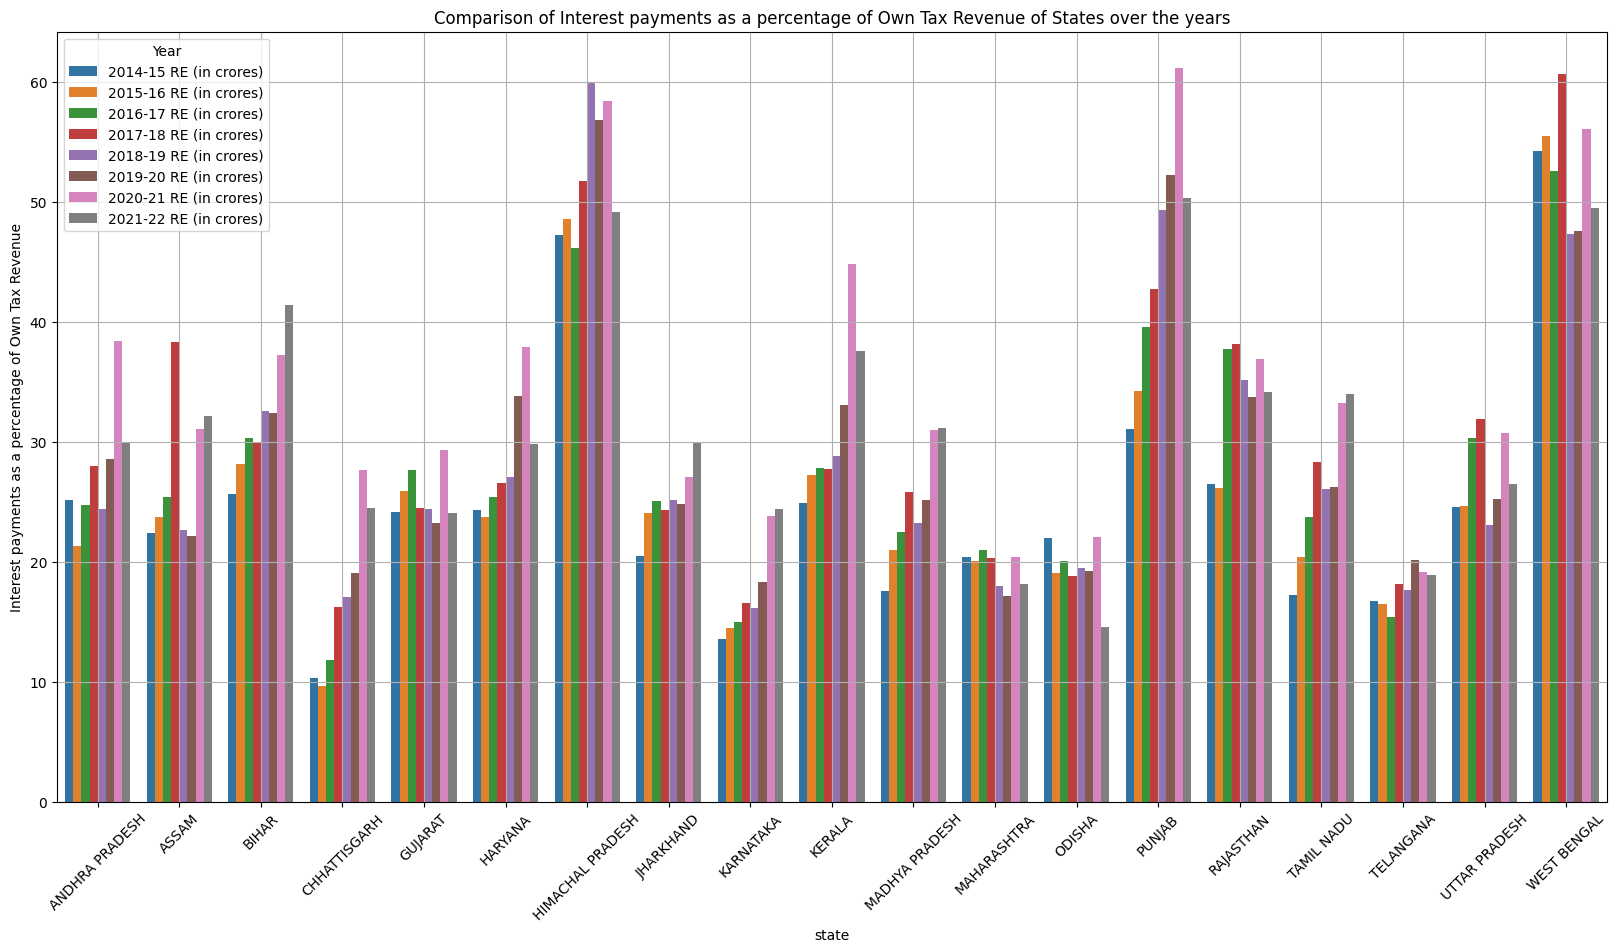 Comparison of Interest payments as a percentage of Own Tax Revenue of States over the years
Year
2014-15 RE (in crores)
2015-16 RE (in crores)
2016-17 RE (in crores)
2017-18 RE (in crores)
2018-19 RE (in crores)
2019-20 RE (in crores)
2020-21 RE (in crores)
2021-22 RE (in crores)
Interest payments as a percentage of Own Tax Revenue
60
50
40
30
20
10
0
ANDHRA PRADESH
ASSAM
BIHAR
CHHATTISGARH
GUJARAT
HARYANA
HIMACHAL PRADESH
JHARKHAND
KARNATAKA
KERALA
MADHYA PRADESH
MAHARASHTRA
ODISHA
PUNJAB
RAJASTHAN
TAMIL NADU
TELANGANA
UTTAR PRADESH
WEST BENGAL
state